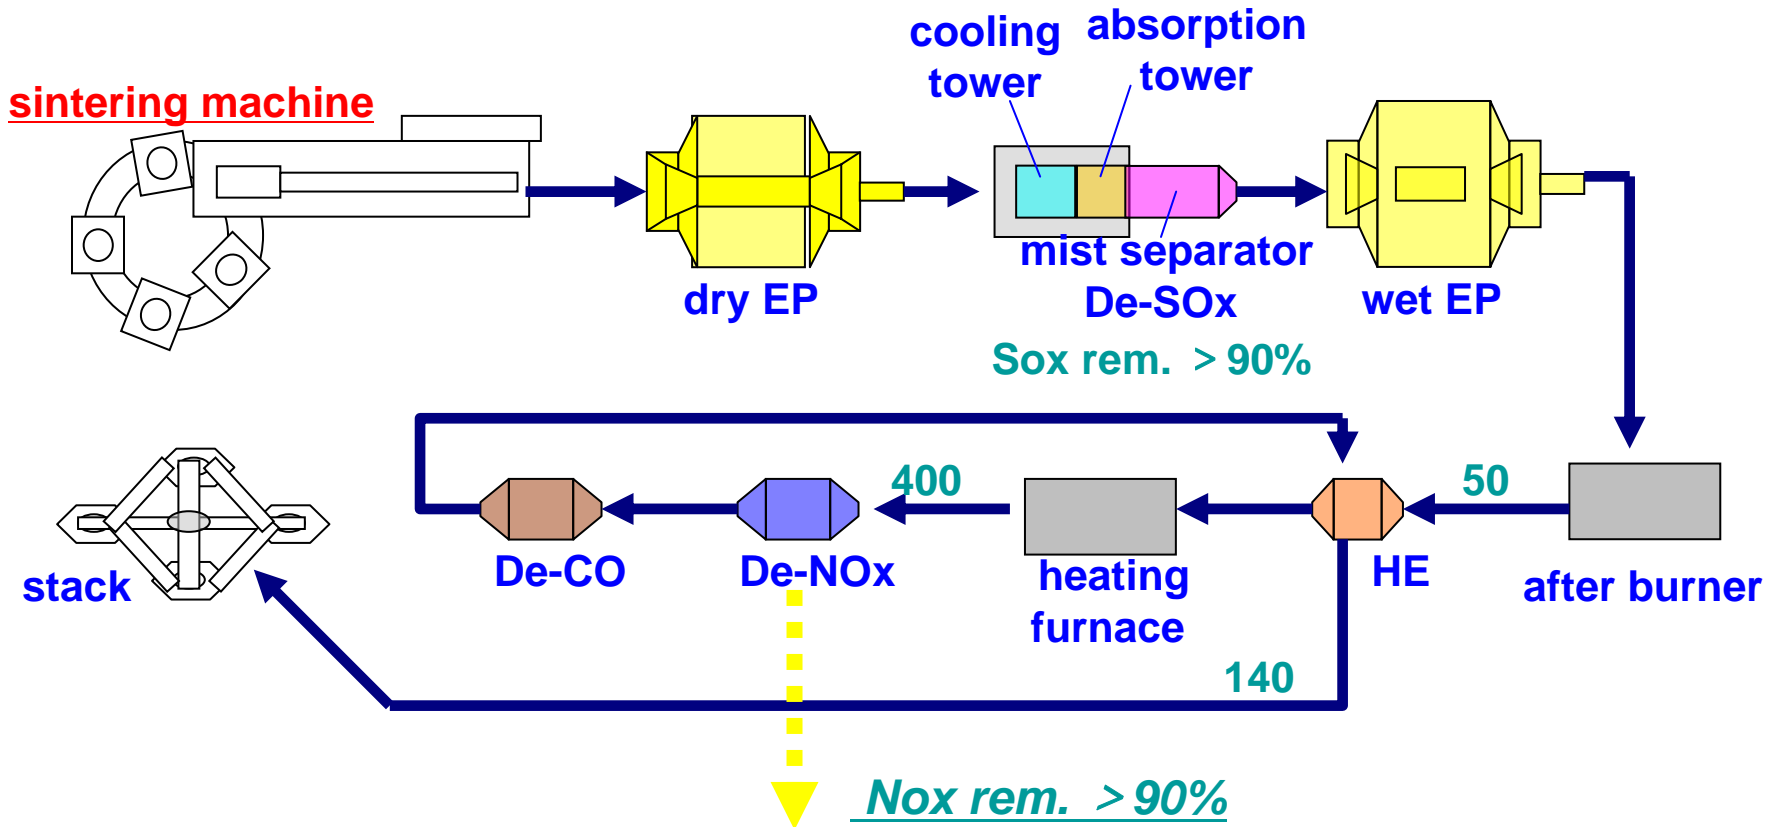 cooling
tower
absorption
tower
sintering machine
mist separator
dry EP
De-SOx
wet EP
Sox rem. >90%
400
50
De-CO
De-NOx
heating
furnace
HE
after burner
stack
140
Nox rem. >90%